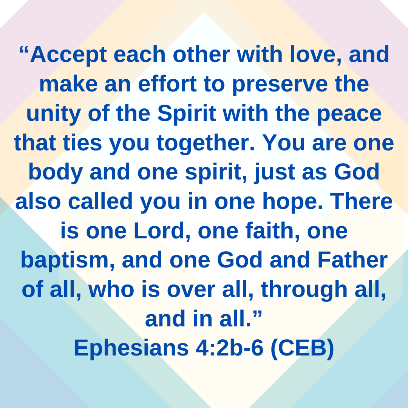 “Accept each other with love, and
make an effort to preserve the
unity of the Spirit with the peace
that ties you together. You are one
body and one spirit, just as God
also called you in one hope. There
is one Lord, one faith, one
baptism, and one God and Father
of all, who is over all, through all,
and in all.”
Ephesians 4:2b-6 (CEB)